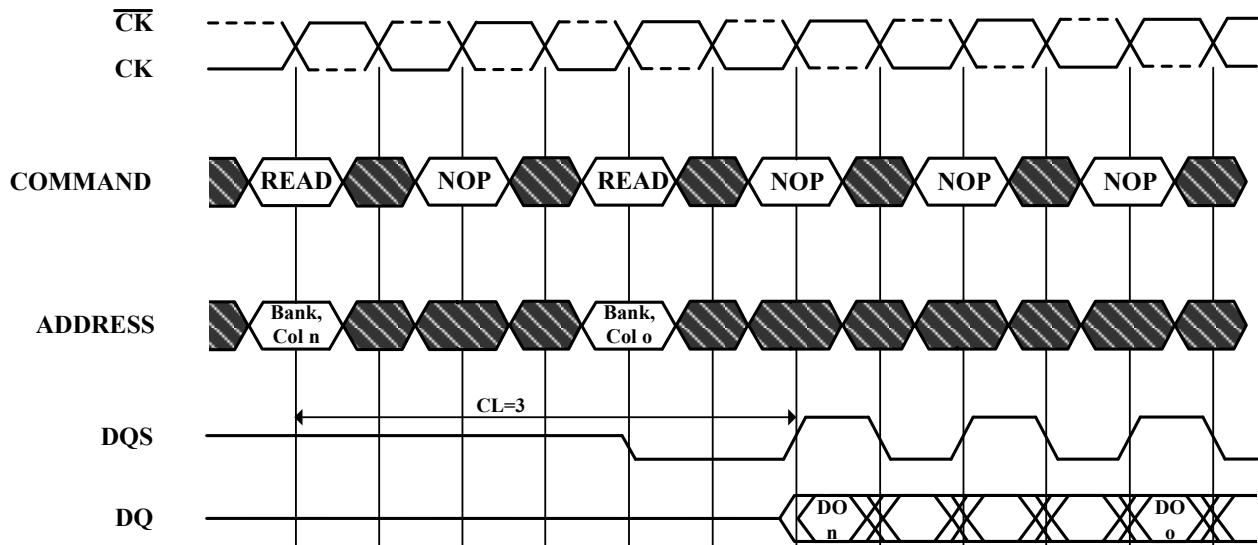 CK
CK
COMMAND READ NOP READ NOP NOP NOP
ADDRESS
Bank,
Col n
Bank,
Col o
CL=3
DQS
DQ
DO
n
DO
o